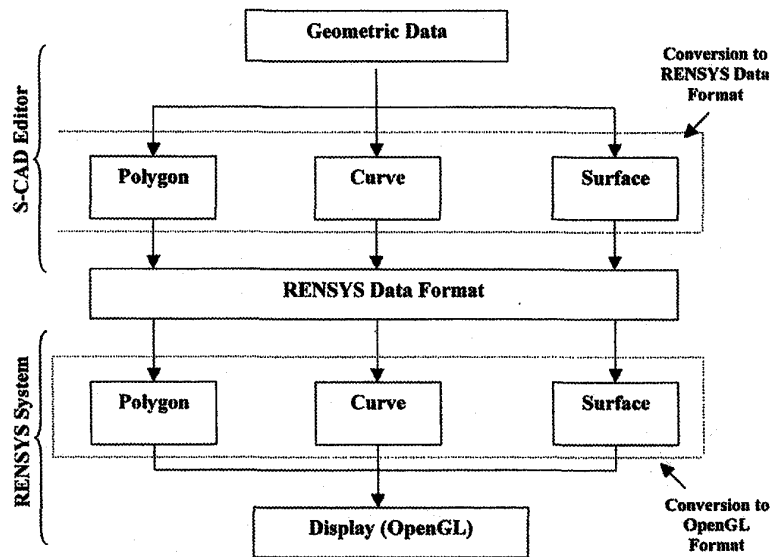 Geometric Data
Conversion to
RENSYS Data
Format
S-CAD Editor
Polygon
Curve
Surface
RENSYS Data Format
RENSYS System
Polygon
Curve
Surface
Display (OpenGL)
Conversion to
OpenGL
Format